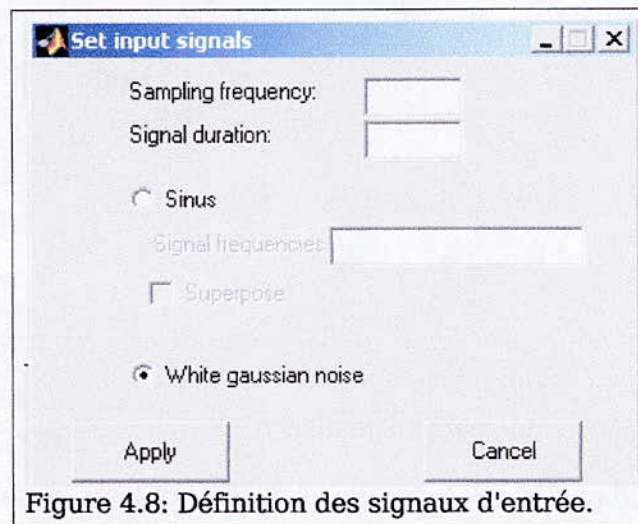 Set input signals
Sampling frequency:
Signal duration:
Sinus
Signal frequencies
Superpose
White gaussian noise
Apply Cancel
Figure 4.8: Définition des signaux d'entrée.